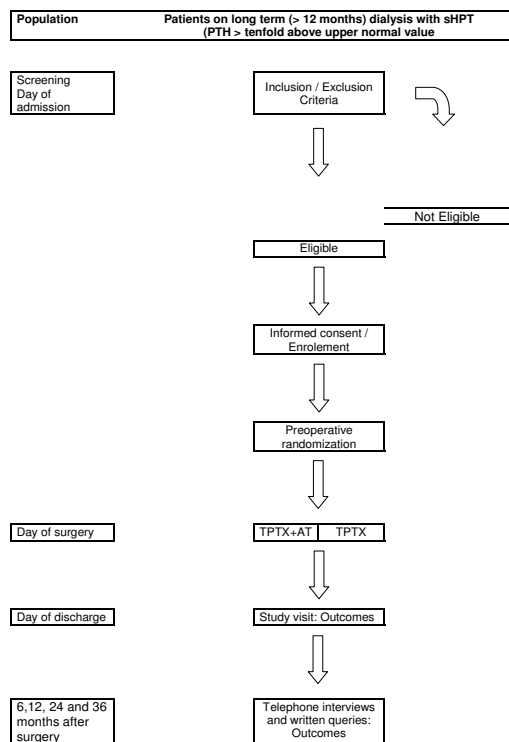 Population
Patients on long term (> 12 months) dialysis with sHPT
(PTH > tenfold above upper normal value
Screening
Day of
admission
Inclusion / Exclusion
Criteria
Not Eligible
Eligible
Informed consent /
Enrolement
Preoperative
randomization
Day of surgery
TPTX+AT
TPTX
Day of discharge
Study visit: Outcomes
6,12, 24 and 36
months after
surgery
Telephone interviews
and written queries:
Outcomes